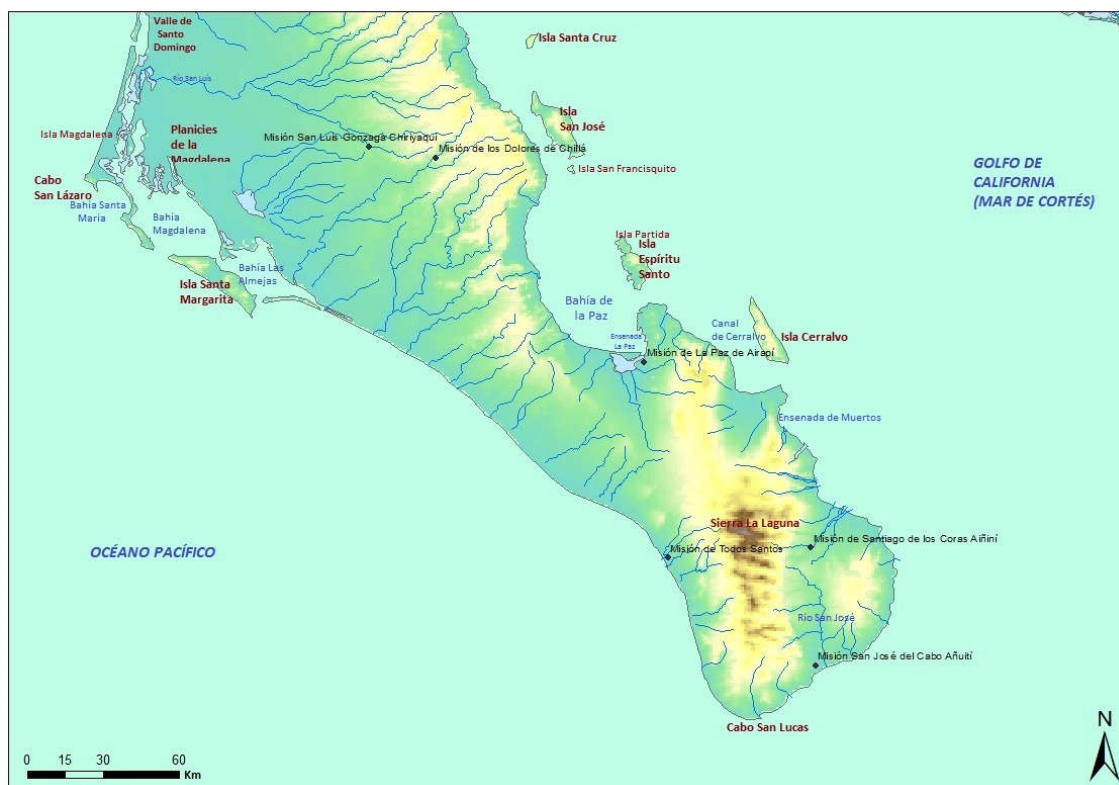 Valle de
Santo
Domingo
Isla Santa Cruz
Río San Luis
Isla
San José
Isla Magdalena
Planicies
de la
Magdalena
Misión San Luis Gonzaga Chiriyaqui
Misión de los Dolores de Chillá
Isla San Francisquito
GOLFO DE
CALIFORNIA
(MAR DE CORTÉS)
Cabo
San Lázaro
Bahía Santa
María
Bahía
Magdalena
Isla Partida
Isla
Espíritu
Santo
Bahía Las
Almejas
Isla Santa
Margarita
Bahía de
la Paz
Canal
de Cerralvo
Isla Cerralvo
Ensenada
La Paz
Misión de La Paz de Airapí
Ensenada de Muertos
Sierra La Laguna
OCÉANO PACÍFICO
Misión de Todos Santos
Misión de Santiago de los Coras Aiñiní
Río San José
Misión San José del Cabo Añuití
Cabo San Lucas
N
0 15 30 60
Km